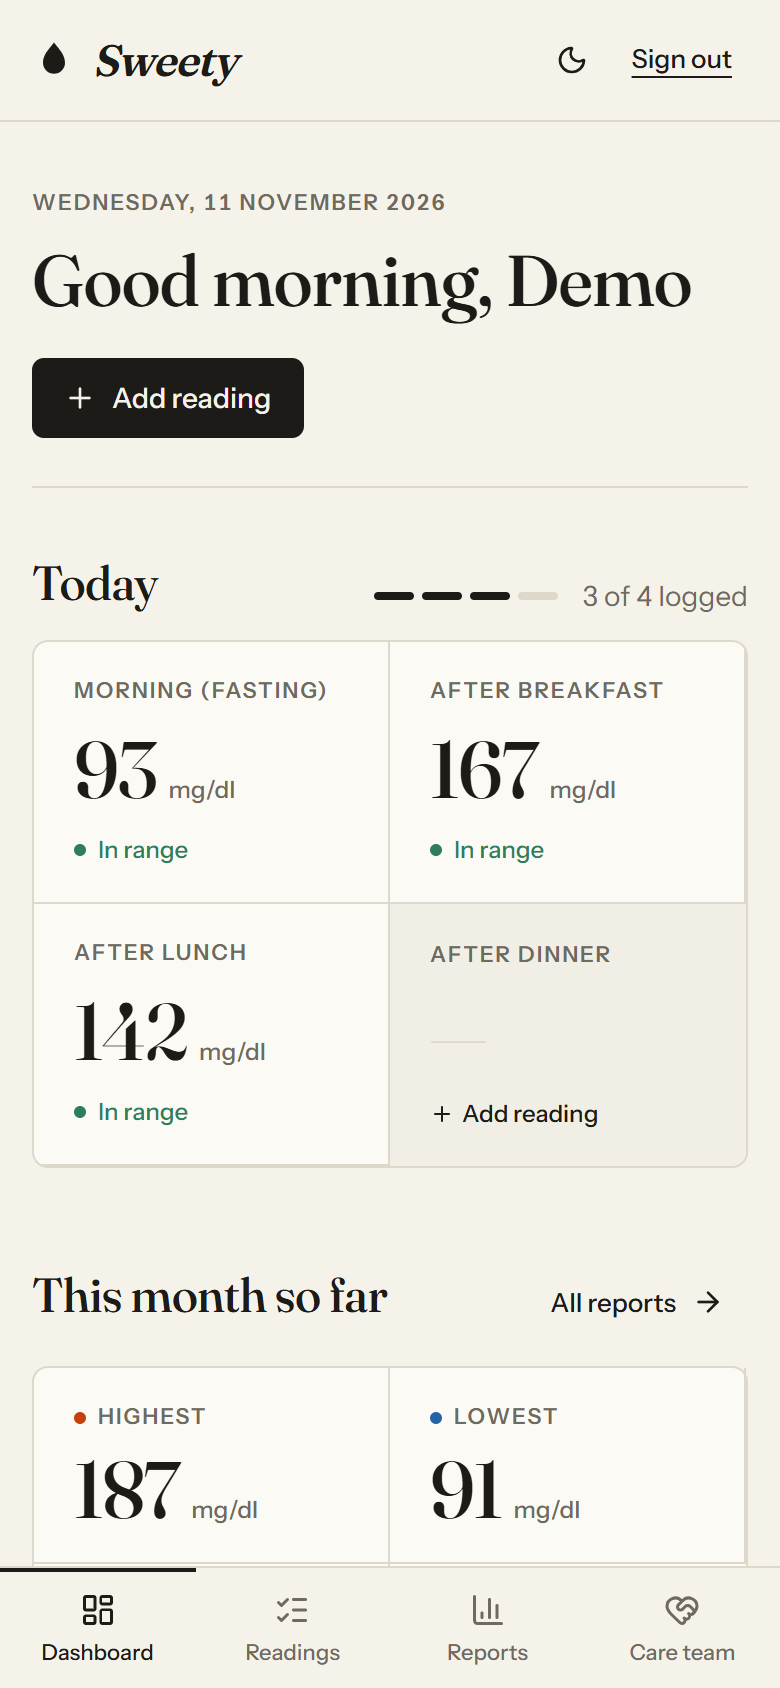 Sweety
Sign out
WEDNESDAY, 11 NOVEMBER 2026
Good morning, Demo
Add reading
Today
3 of 4 logged
MORNING (FASTING)
93 mg/dl
In range
AFTER BREAKFAST
167 mg/dl
In range
AFTER LUNCH
142 mg/dl
In range
AFTER DINNER
Add reading
This month so far
All reports
HIGHEST
187 mg/dl
LOWEST
91 mg/dl
Dashboard
Readings
Reports
Care team